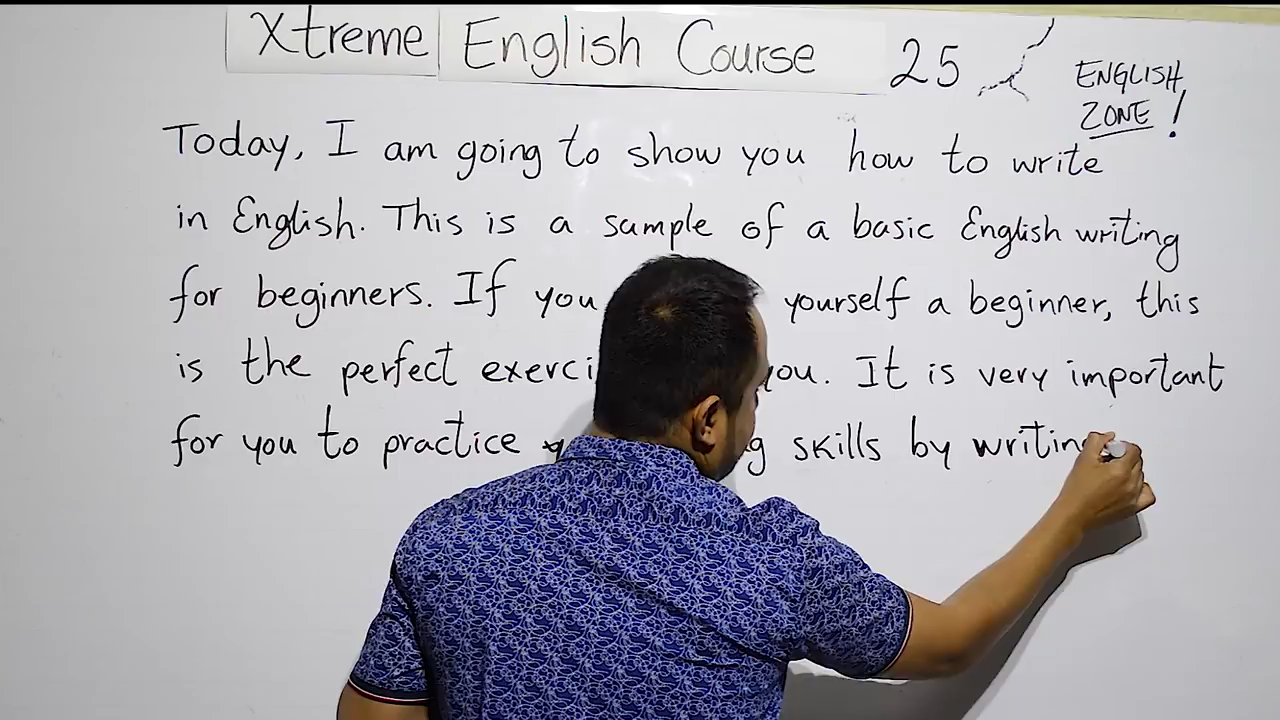 Xtreme English Course 25
ENGLISH
ZONE!
Today, I am going to show you how to write
in English. This is a sample of a basic English writing
for beginners. If you yourself a beginner, this
is the perfect you. It is very important
for you to practice skills by writing